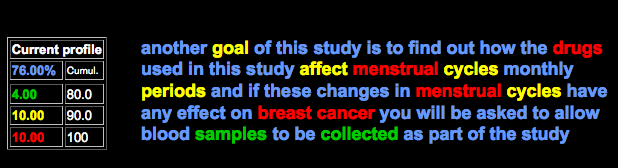 Current profile
76.00% Cumul.
4.00 80.0
10.00 90.0
10.00 100
another goal of this study is to find out how the drugs
used in this study affect menstrual cycles monthly
periods and if these changes in menstrual cycles have
any effect on breast cancer you will be asked to allow
blood samples to be collected as part of the study